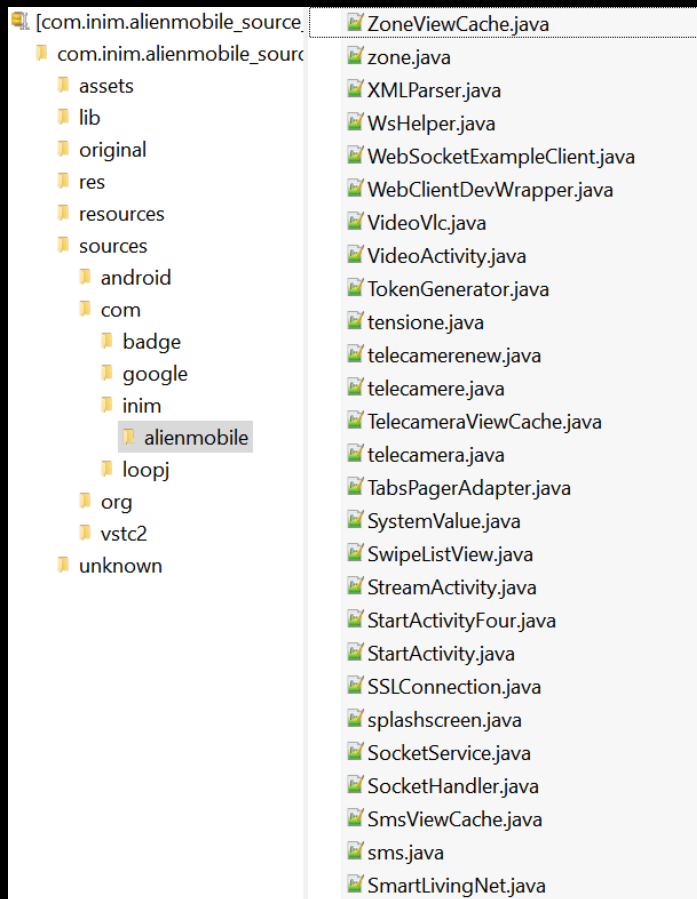 [com.inim.alienmobile_source_
com.inim.alienmobile_sourc
assets
lib
original
res
resources
sources
android
com
badge
google
inim
alienmobile
loopj
org
vstc2
unknown
ZoneViewCache.java
zone.java
XMLParser.java
WsHelper.java
WebSocketExampleClient.java
WebClientDevWrapper.java
VideoVlc.java
VideoActivity.java
TokenGenerator.java
tensione.java
telecamerenew.java
telecamere.java
TelecameraViewCache.java
telecamera.java
TabsPagerAdapter.java
SystemValue.java
SwipeListView.java
StreamActivity.java
StartActivityFour.java
StartActivity.java
SSLConnection.java
splashscreen.java
SocketService.java
SocketHandler.java
SmsViewCache.java
sms.java
SmartLivingNet.java